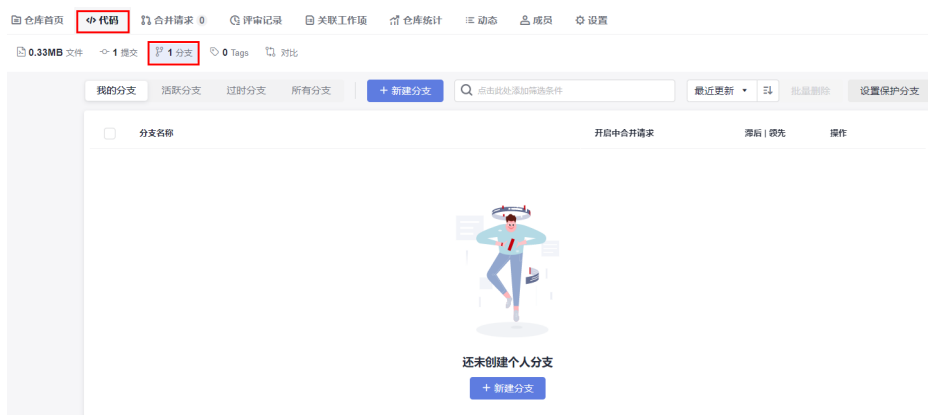 仓库首页 </> 代码 合并请求 0 评审记录 关联工作项 仓库统计 动态 成员 设置
0.33MB 文件 1 提交 1 分支 0 Tags 对比
我的分支 活跃分支 过时分支 所有分支 + 新建分支 点击此处添加筛选条件 最近更新 批量删除 设置保护分支
分支名称 开启中合并请求 滞后 | 领先 操作
还未创建个人分支
+ 新建分支